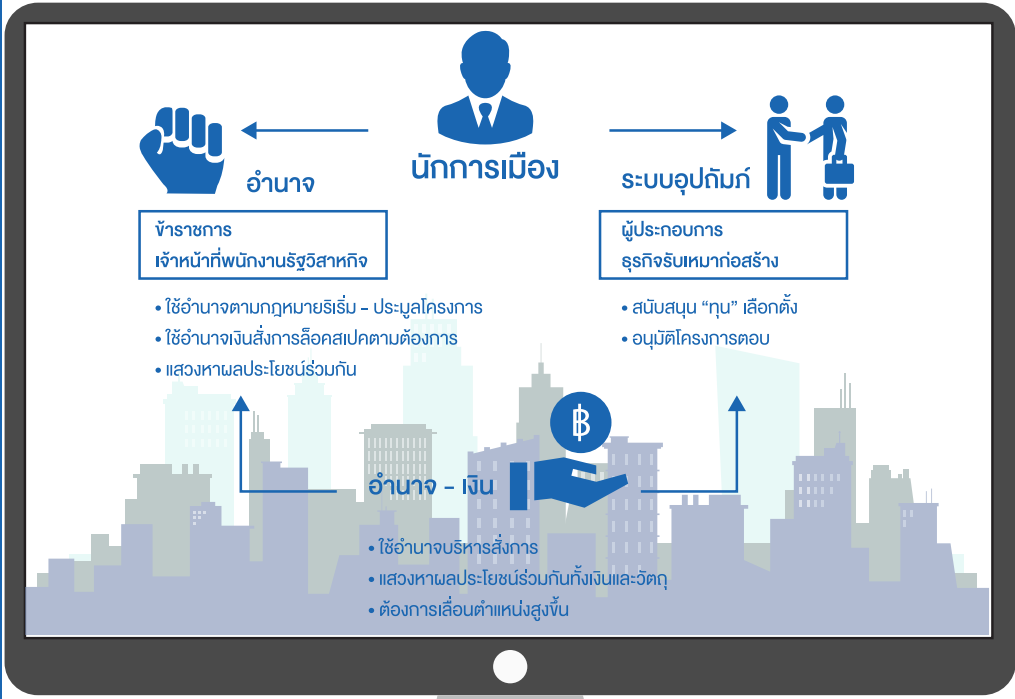 นักการเมือง
อำนาจ
ข้าราชการ
เจ้าหน้าที่พนักงานรัฐวิสาหกิจ
• ใช้อำนาจตามกฎหมายริเริ่ม - ประมูลโครงการ
• ใช้อำนาจเงินสั่งการล็อคสเปคตามต้องการ
• แสวงหาผลประโยชน์ร่วมกัน
ระบบอุปถัมภ์
ผู้ประกอบการ
ธุรกิจรับเหมาก่อสร้าง
• สนับสนุน “ทุน” เลือกตั้ง
• อนุมัติโครงการตอบ
฿
อำนาจ - เงิน
• ใช้อำนาจบริหารสั่งการ
• แสวงหาผลประโยชน์ร่วมกันทั้งเงินและวัตถุ
• ต้องการเลื่อนตำแหน่งสูงขึ้น